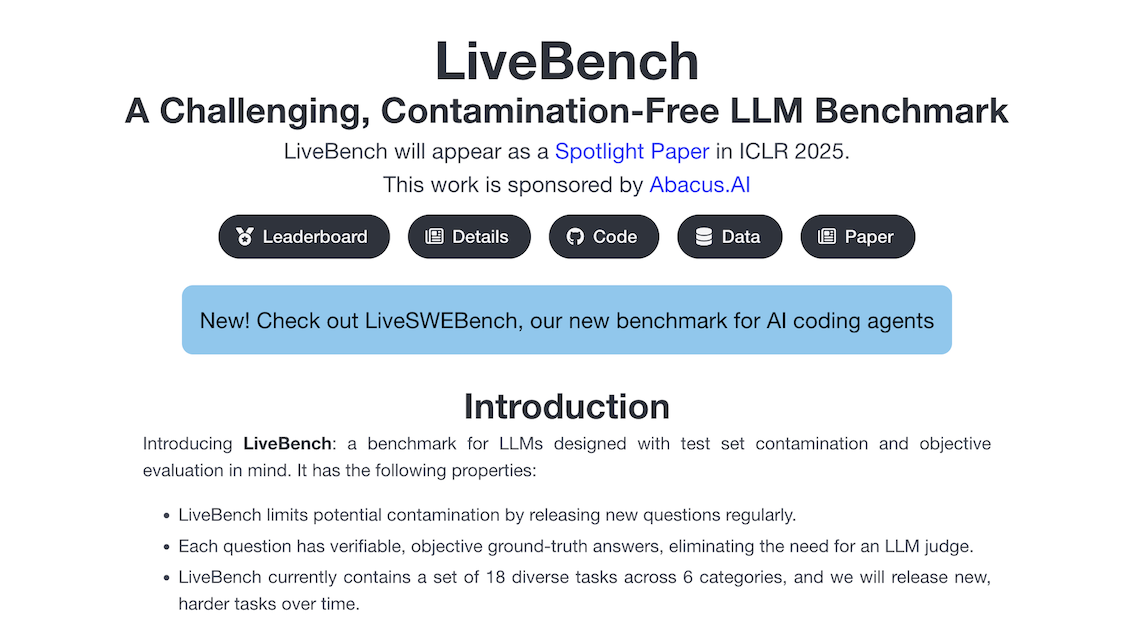 LiveBench
A Challenging, Contamination-Free LLM Benchmark
LiveBench will appear as a Spotlight Paper in ICLR 2025.
This work is sponsored by Abacus.AI
Leaderboard Details Code Data Paper
New! Check out LiveSWEBench, our new benchmark for AI coding agents
Introduction
Introducing LiveBench: a benchmark for LLMs designed with test set contamination and objective
evaluation in mind. It has the following properties:
• LiveBench limits potential contamination by releasing new questions regularly.
• Each question has verifiable, objective ground-truth answers, eliminating the need for an LLM judge.
• LiveBench currently contains a set of 18 diverse tasks across 6 categories, and we will release new,
harder tasks over time.